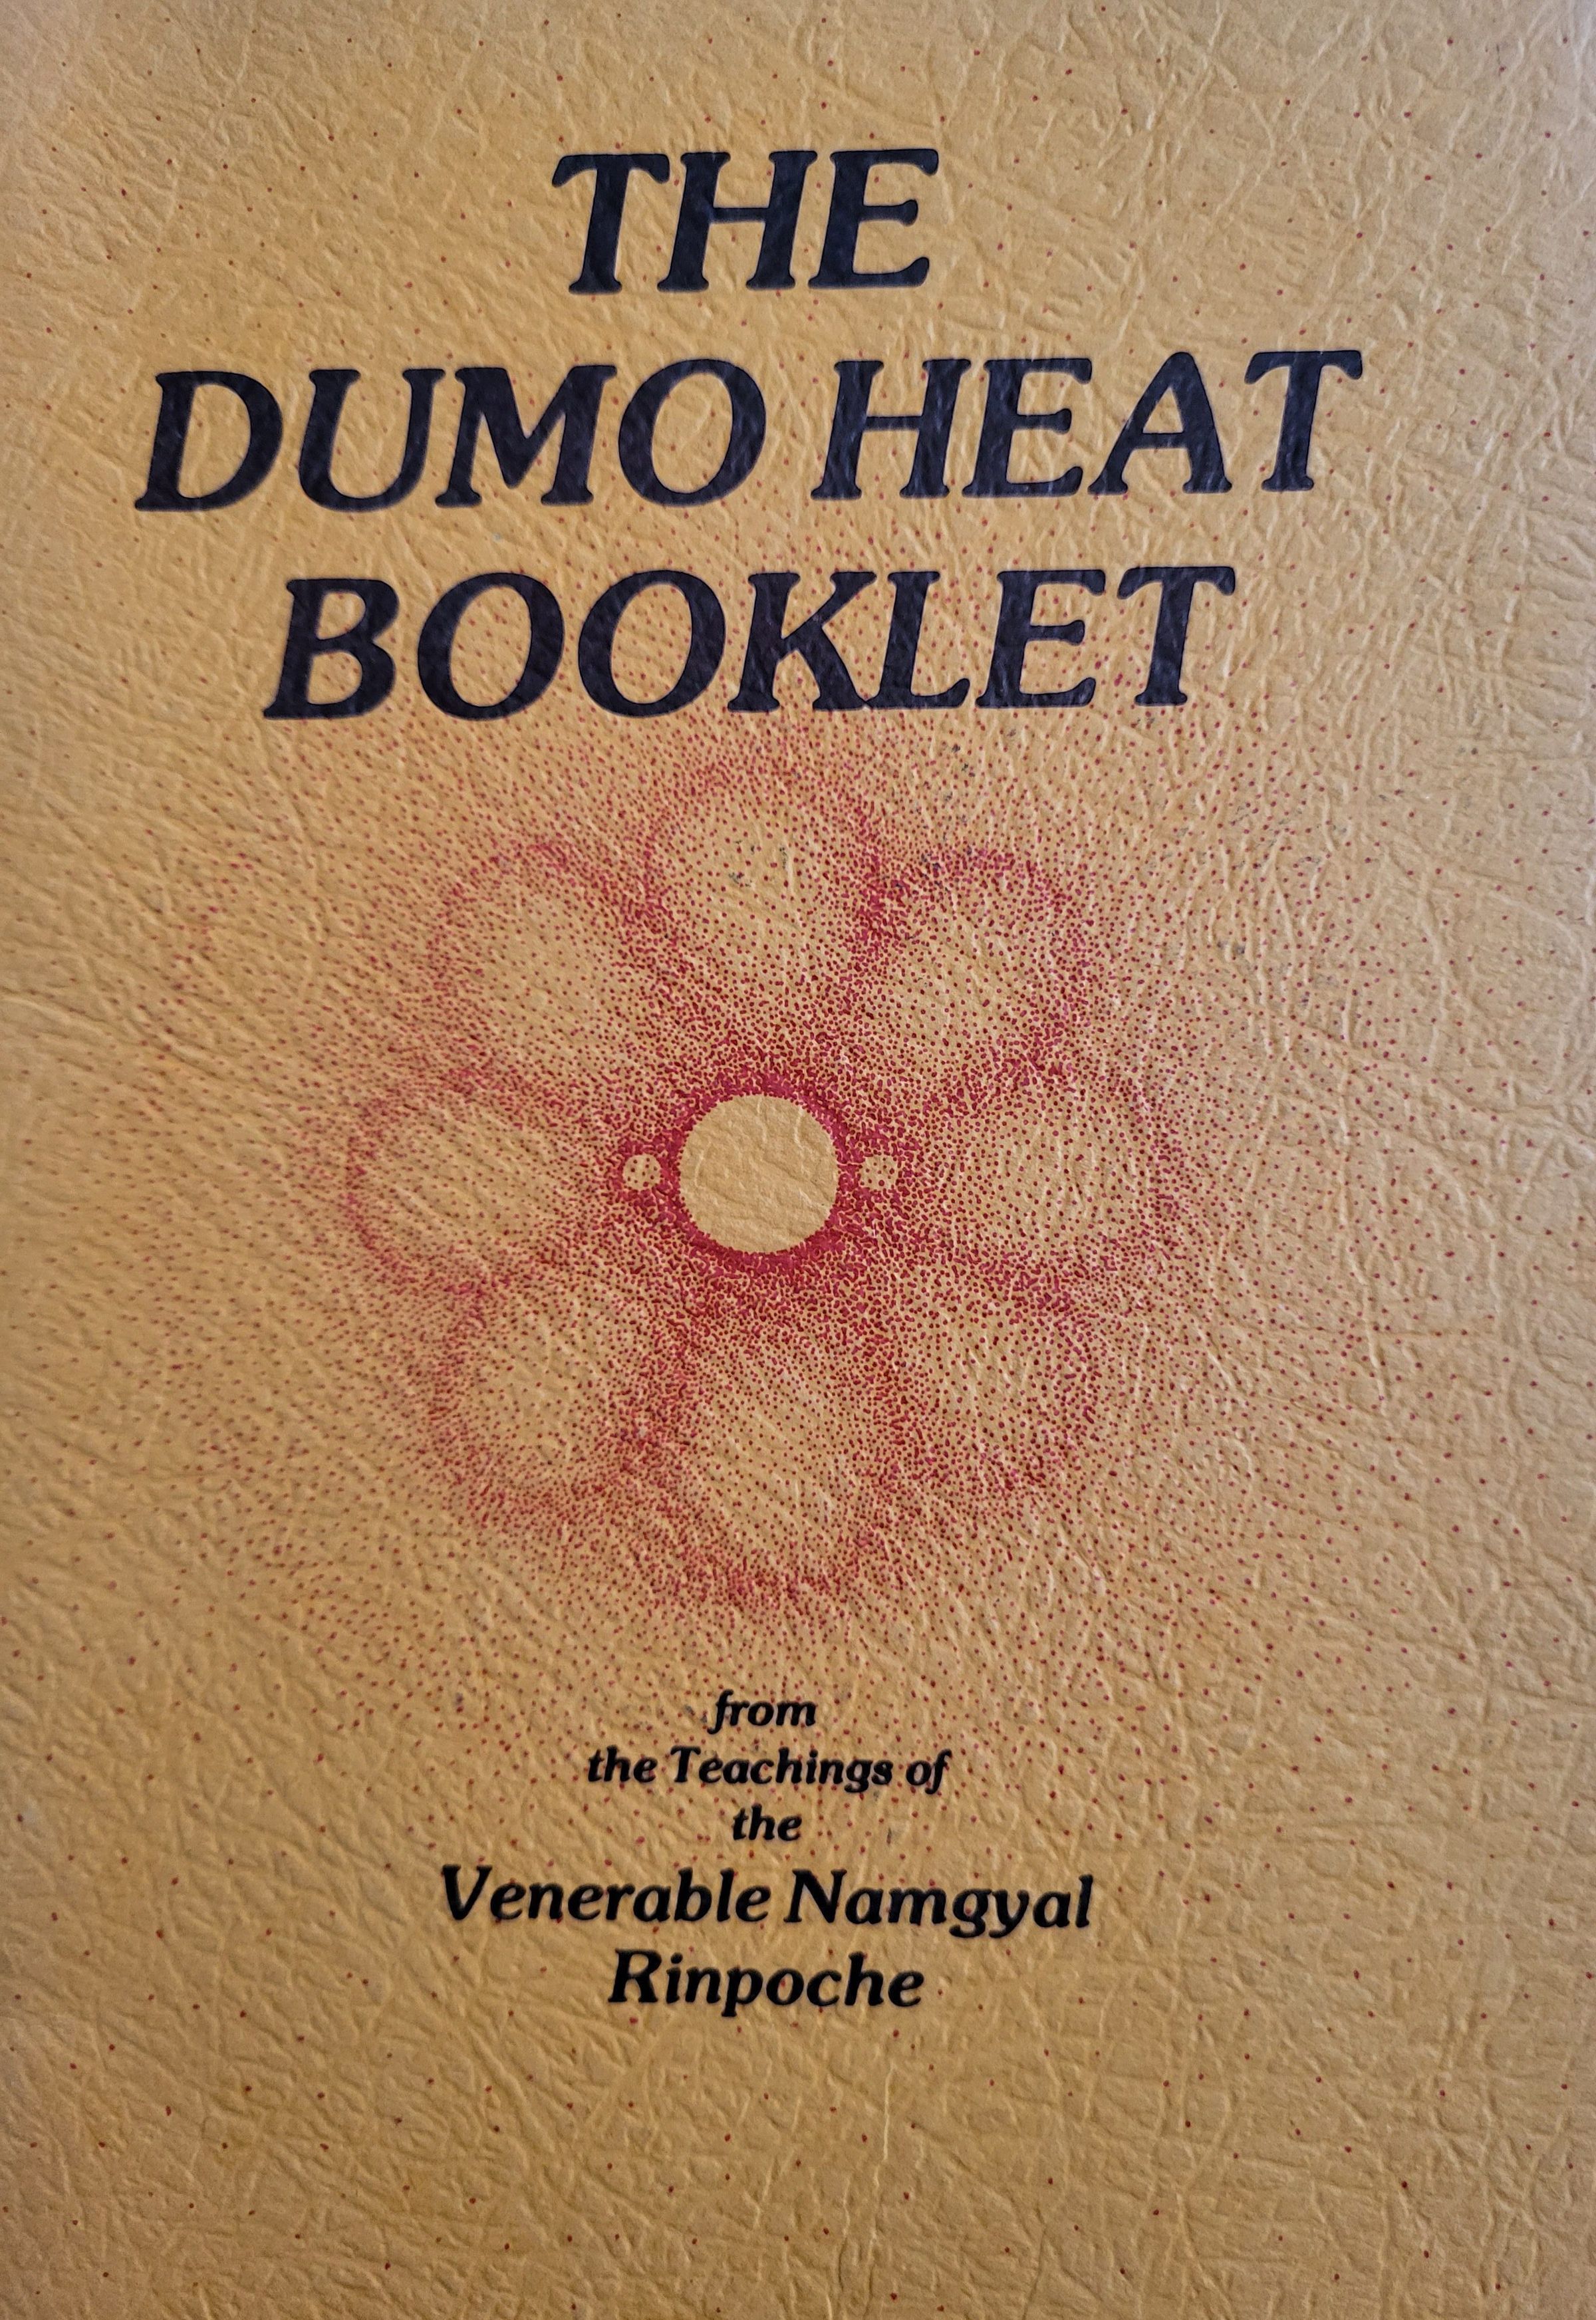 THE
DUMO HEAT
BOOKLET
from
the Teachings of
the
Venerable Namgyal
Rinpoche